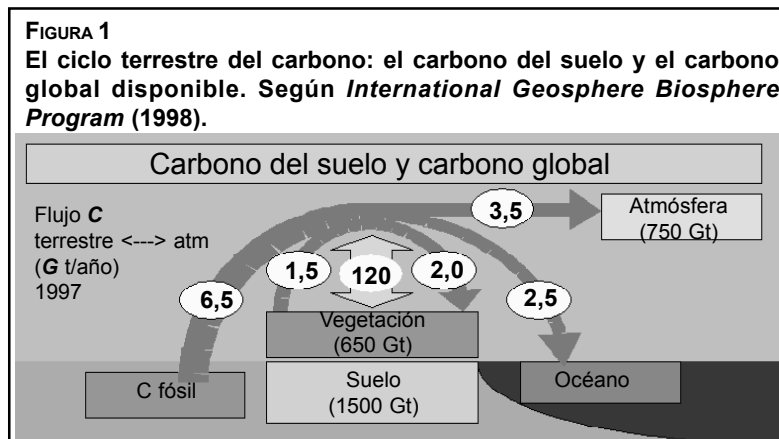 FIGURA 1
El ciclo terrestre del carbono: el carbono del suelo y el carbono
global disponible. Según International Geosphere Biosphere
Program (1998).
Carbono del suelo y carbono global
Flujo C
terrestre <---> atm
(G t/año)
1997
3,5
Atmósfera
(750 Gt)
1,5
120
2,0
6,5
2,5
Vegetación
(650 Gt)
C fósil
Suelo
(1500 Gt)
Océano